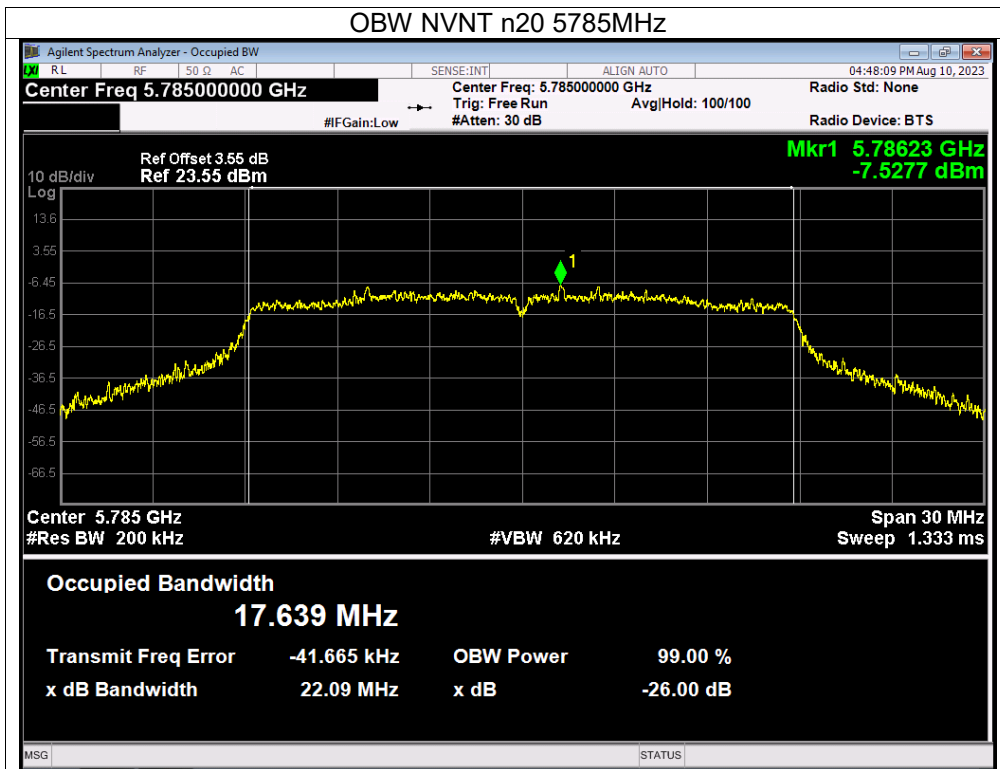 OBW NVNT n20 5785MHz
Agilent Spectrum Analyzer - Occupied BW
LXI RL RF 50 Ω AC SENSE:INT ALIGN AUTO 04:48:09 PM Aug 10, 2023
Center Freq 5.785000000 GHz Center Freq: 5.785000000 GHz Radio Std: None
Trig: Free Run Avg|Hold: 100/100
#IFGain:Low #Atten: 30 dB Radio Device: BTS
Ref Offset 3.55 dB Mkr1 5.78623 GHz
10 dB/div Ref 23.55 dBm -7.5277 dBm
Log
13.6
3.55
1
-6.45
-16.5
-26.5
-36.5
-46.5
-56.5
-66.5
Center 5.785 GHz Span 30 MHz
#Res BW 200 kHz #VBW 620 kHz Sweep 1.333 ms
Occupied Bandwidth
17.639 MHz
Transmit Freq Error -41.665 kHz OBW Power 99.00 %
x dB Bandwidth 22.09 MHz x dB -26.00 dB
MSG STATUS